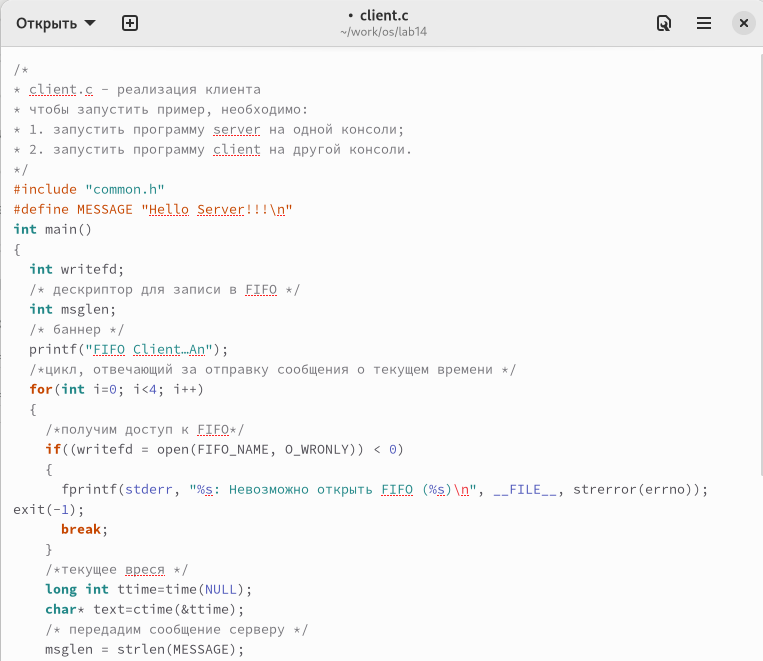 Открыть
• client.c
~/work/os/lab14
/*
* client.c - реализация клиента
* чтобы запустить пример, необходимо:
* 1. запустить программу server на одной консоли;
* 2. запустить программу client на другой консоли.
*/
#include "common.h"
#define MESSAGE "Hello Server!!!\n"
int main()
{
  int writefd;
  /* дескриптор для записи в FIFO */
  int msglen;
  /* баннер */
  printf("FIFO Client…An");
  /*цикл, отвечающий за отправку сообщения о текущем времени */
  for(int i=0; i<4; i++)
  {
    /*получим доступ к FIFO*/
    if((writefd = open(FIFO_NAME, O_WRONLY)) < 0)
    {
      fprintf(stderr, "%s: Невозможно открыть FIFO (%s)\n", __FILE__, strerror(errno));
exit(-1);
      break;
    }
    /*текущее вреся */
    long int ttime=time(NULL);
    char* text=ctime(&ttime);
    /* передадим сообщение серверу */
    msglen = strlen(MESSAGE);